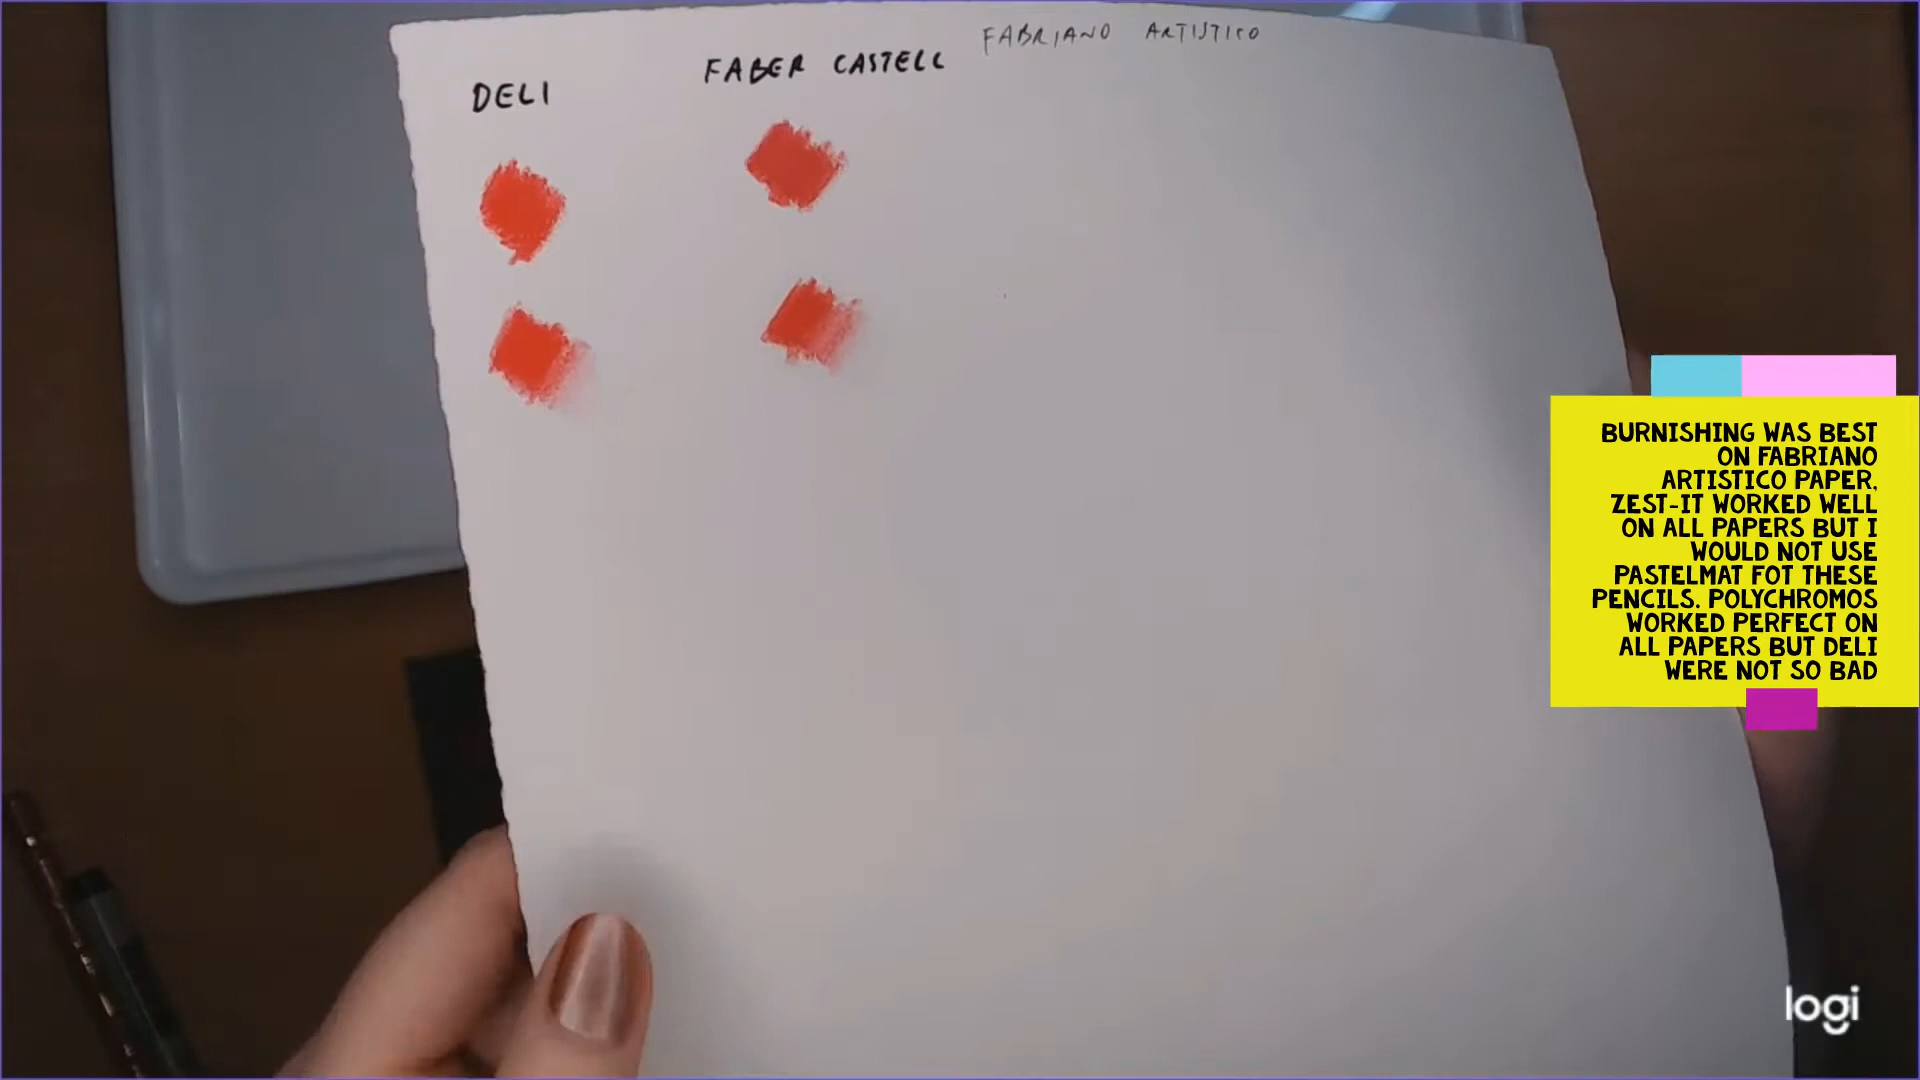 FABRIANO ARTISTICO
FABER CASTELL
DELI
BURNISHING WAS BEST
ON FABRIANO
ARTISTICO PAPER,
ZEST-IT WORKED WELL
ON ALL PAPERS BUT I
WOULD NOT USE
PASTELMAT FOT THESE
PENCILS. POLYCHROMOS
WORKED PERFECT ON
ALL PAPERS BUT DELI
WERE NOT SO BAD
logi